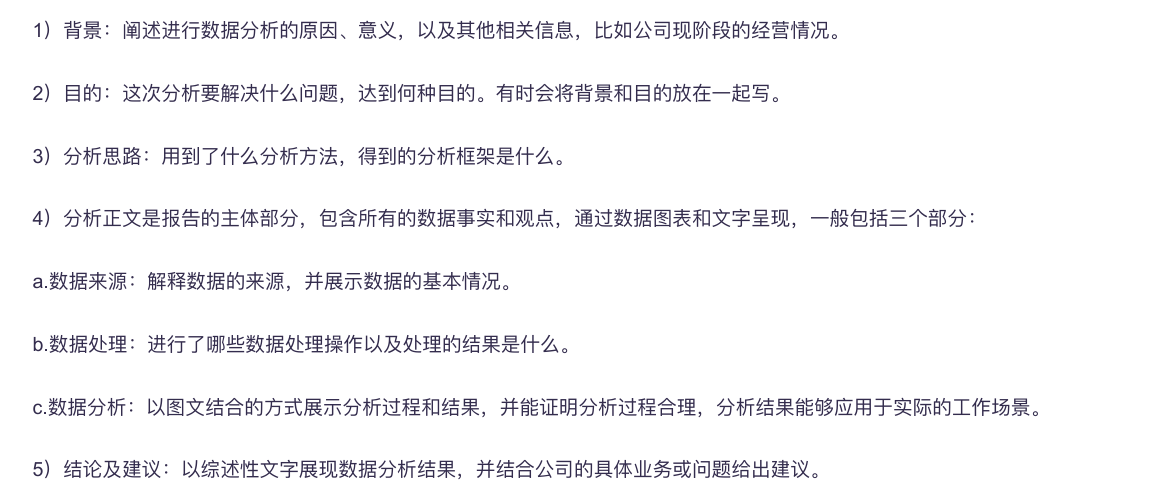 1）背景：阐述进行数据分析的原因、意义，以及其他相关信息，比如公司现阶段的经营情况。
2）目的：这次分析要解决什么问题，达到何种目的。有时会将背景和目的放在一起写。
3）分析思路：用到了什么分析方法，得到的分析框架是什么。
4）分析正文是报告的主体部分，包含所有的数据事实和观点，通过数据图表和文字呈现，一般包括三个部分：
a.数据来源：解释数据的来源，并展示数据的基本情况。
b.数据处理：进行了哪些数据处理操作以及处理的结果是什么。
c.数据分析：以图文结合的方式展示分析过程和结果，并能证明分析过程合理，分析结果能够应用于实际的工作场景。
5）结论及建议：以综述性文字展现数据分析结果，并结合公司的具体业务或问题给出建议。